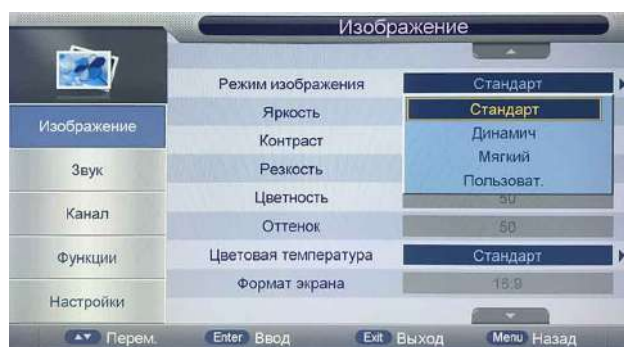 Изображение
Режим изображения Стандарт
Яркость Стандарт
Изображение
Контраст Динамич
Звук
Резкость Мягкий
Пользоват.
Канал
Цветность 50
Оттенок 50
Функции
Цветовая температура Стандарт
Формат экрана 16:9
Настройки
Перем. Enter Ввод Exit Выход Menu Назад